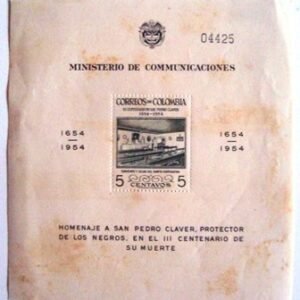 04425
MINISTERIO DE COMMUNICACIONES
CORREOS DE COLOMBIA
1654 - 1954
1654
1954
1654
1954
5 5
CENTAVOS
HOMENAJE A SAN PEDRO CLAVER, PROTECTOR
DE LOS NEGROS, EN EL III CENTENARIO DE
SU MUERTE